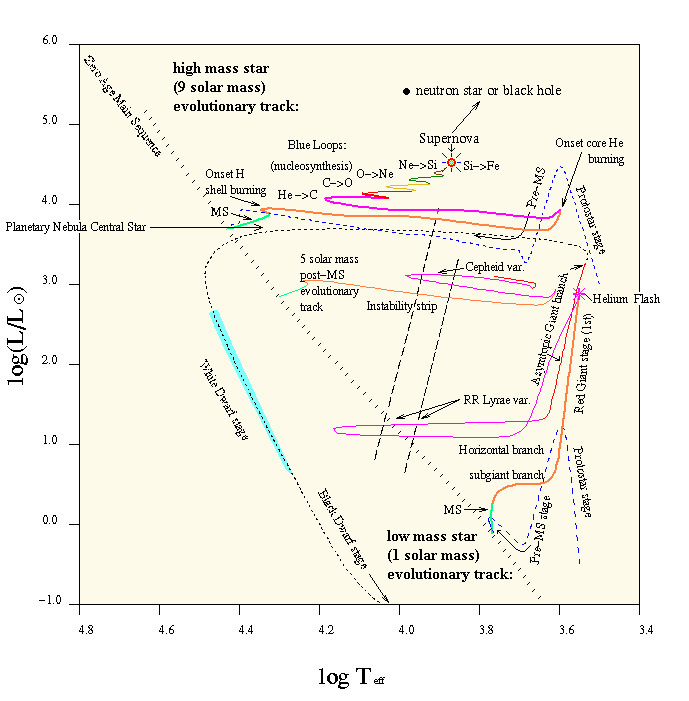 6.0
5.0
4.0
3.0
2.0
1.0
0.0
−1.0
log(L/L⊙)
Zero Age Main Sequence
high mass star
(9 solar mass)
evolutionary track:
neutron star or black hole
Supernova
Blue Loops:
(nucleosynthesis)
Ne−>Si
Si−>Fe
O−>Ne
C−>O
He−>C
Onset H
shell burning
MS
Planetary Nebula Central Star
Onset core He
burning
Pre−MS
Protostar stage
5 solar mass
post−MS
evolutionary
track
Cepheid var.
Instability strip
Helium Flash
Asymtopic Giant branch
Red Giant stage (1st)
White Dwarf stage
RR Lyrae var.
Horizontal branch
subgiant branch
MS
Pre−MS stage
Protostar stage
Black Dwarf stage
low mass star
(1 solar mass)
evolutionary track:
4.8
4.6
4.4
4.2
4.0
3.8
3.6
3.4
log T eff